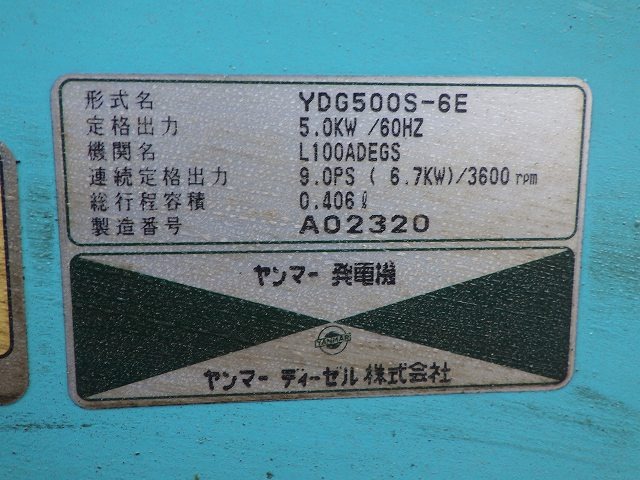 形式名 YDG500S-6E
定格出力 5.0KW /60HZ
機関名 L100ADEGS
連続定格出力 9.0PS ( 6.7KW)/3600 rpm
総行程容積 0.406ℓ
製造番号 A02320
ヤンマー 発電機
YANMAR
ヤンマー ディーゼル 株式会社